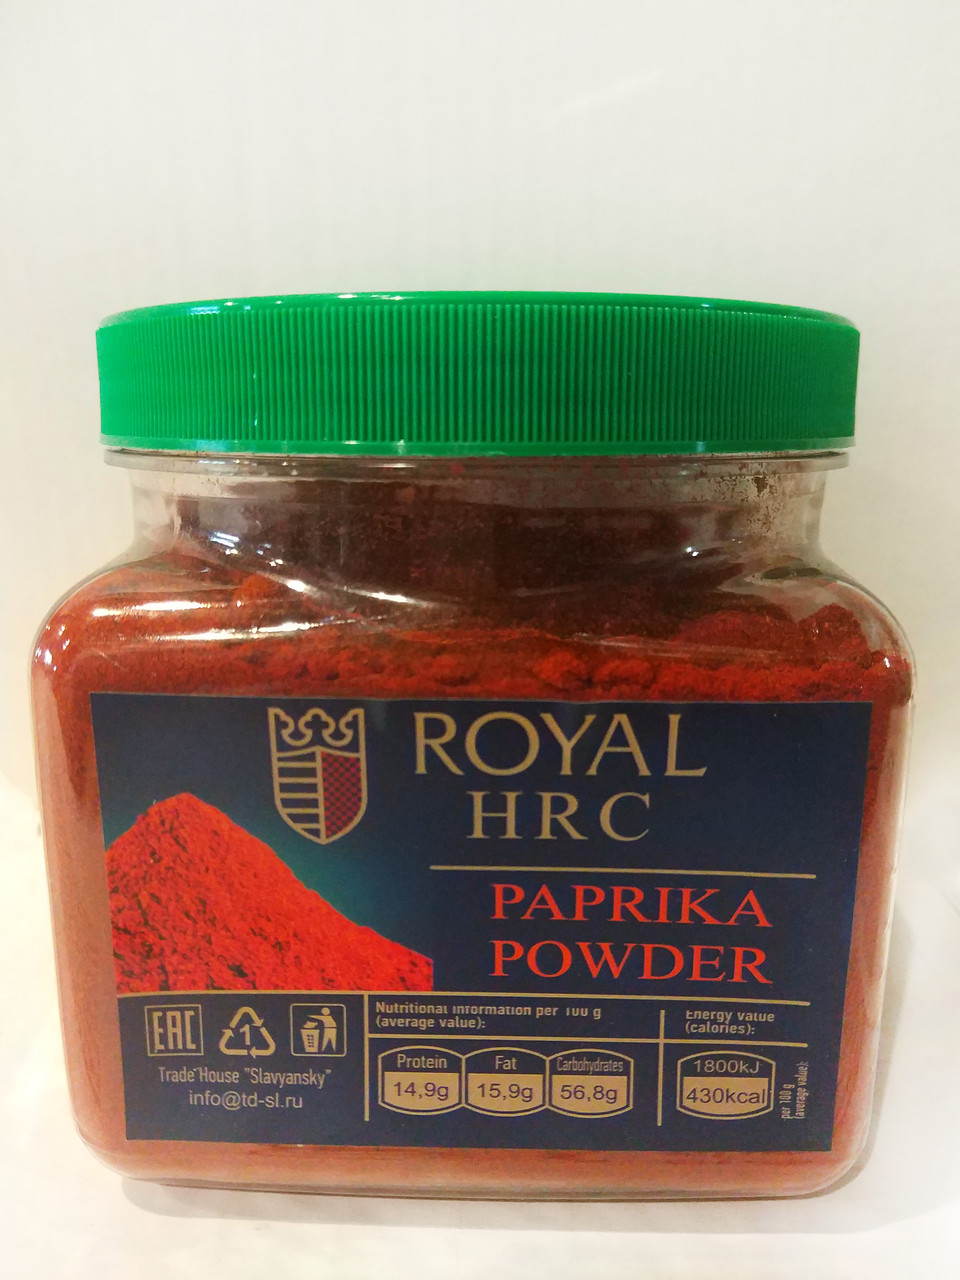 ROYAL
HRC
PAPRIKA
POWDER
EAC
1
Trade House "Slavyansky"
info@td-sl.ru
Nutritional information per 100 g
(average value):
Protein
14,9g
Fat
15,9g
Carbohydrates
56,8g
Energy value
(calories):
1800kJ
430kcal
per 100 g
(average value):